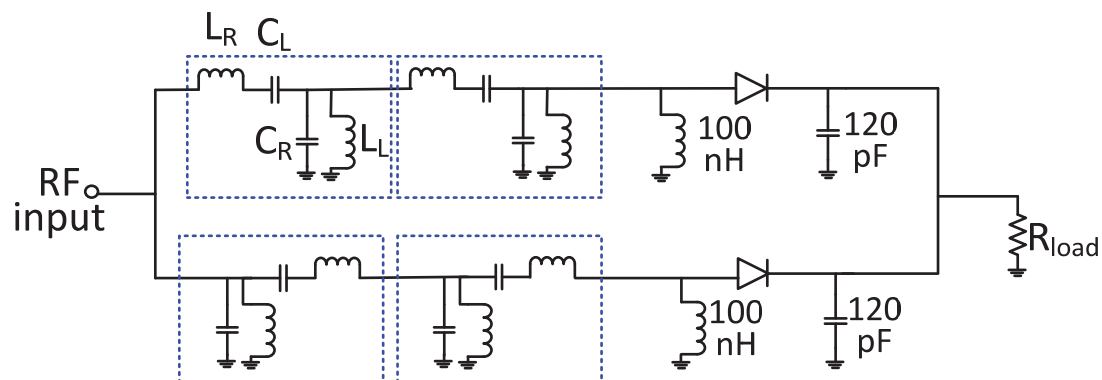 L_R C_L
C_R L_L
100
nH
120
pF
RF
input
R_load
100
nH
120
pF